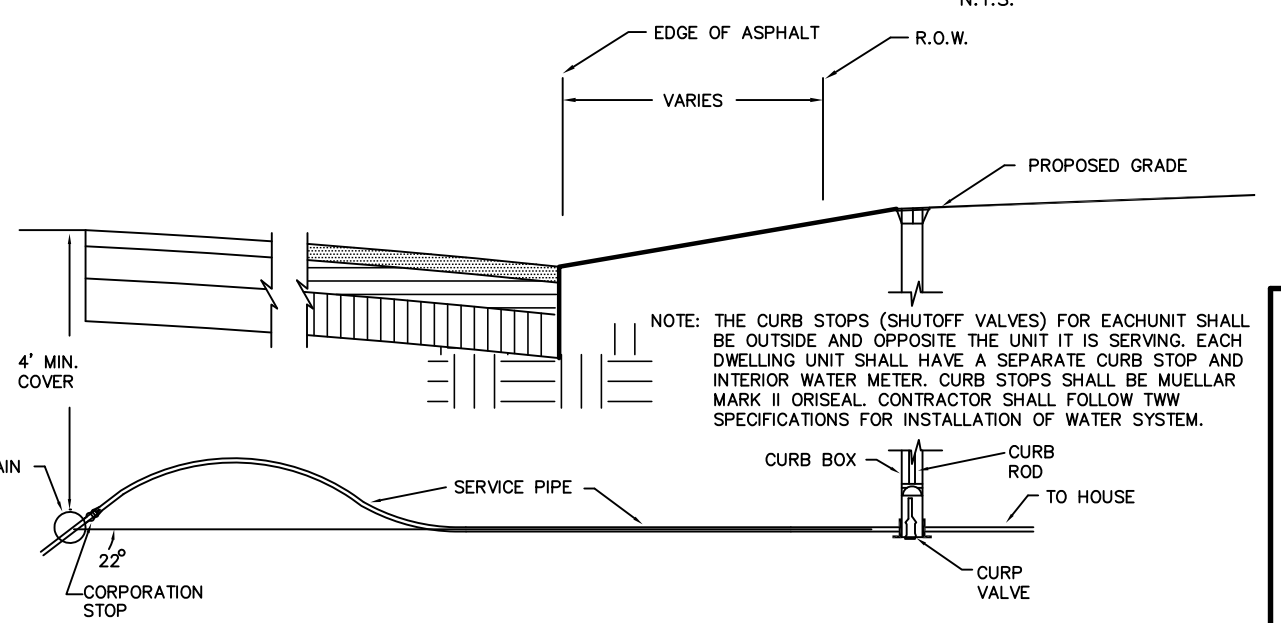 N.T.S.
EDGE OF ASPHALT
R.O.W.
VARIES
PROPOSED GRADE
NOTE: THE CURB STOPS (SHUTOFF VALVES) FOR EACHUNIT SHALL
BE OUTSIDE AND OPPOSITE THE UNIT IT IS SERVING. EACH
DWELLING UNIT SHALL HAVE A SEPARATE CURB STOP AND
INTERIOR WATER METER. CURB STOPS SHALL BE MUELLAR
MARK II ORISEAL. CONTRACTOR SHALL FOLLOW TWW
SPECIFICATIONS FOR INSTALLATION OF WATER SYSTEM.
4' MIN.
COVER
AIN
SERVICE PIPE
CURB BOX
CURB
ROD
TO HOUSE
22°
CORPORATION
STOP
CURP
VALVE